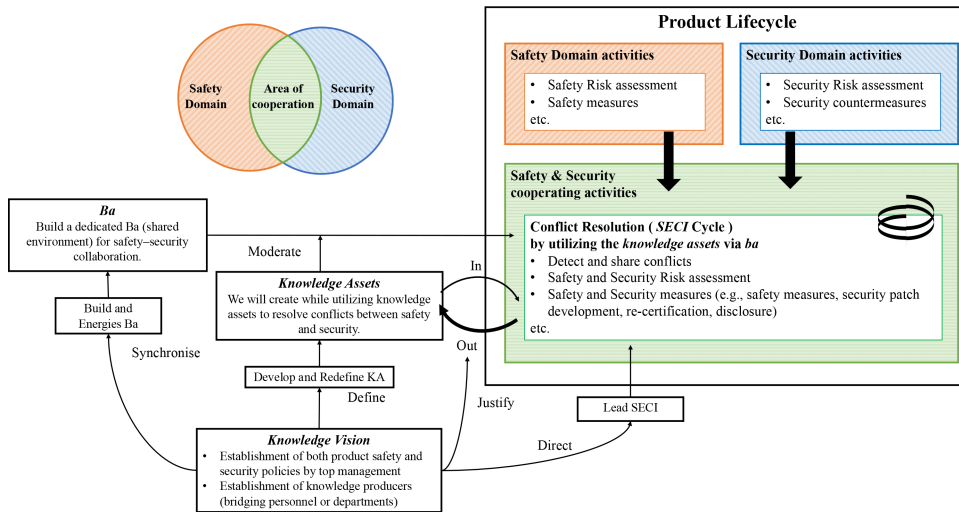 Product Lifecycle
Safety
Domain
Area of
cooperation
Security
Domain
Safety Domain activities
• Safety Risk assessment
• Safety measures
etc.
Security Domain activities
• Security Risk assessment
• Security countermeasures
etc.
Safety & Security
cooperating activities
Conflict Resolution ( SECI Cycle )
by utilizing the knowledge assets via ba
• Detect and share conflicts
• Safety and Security Risk assessment
• Safety and Security measures (e.g., safety measures, security patch
development, re-certification, disclosure)
etc.
Ba
Build a dedicated Ba (shared
environment) for safety–security
collaboration.
Moderate
In
Knowledge Assets
We will create while utilizing knowledge
assets to resolve conflicts between safety
and security.
Build and
Energies Ba
Out
Synchronise
Develop and Redefine KA
Define
Justify
Lead SECI
Direct
Knowledge Vision
• Establishment of both product safety and
security policies by top management
• Establishment of knowledge producers
(bridging personnel or departments)